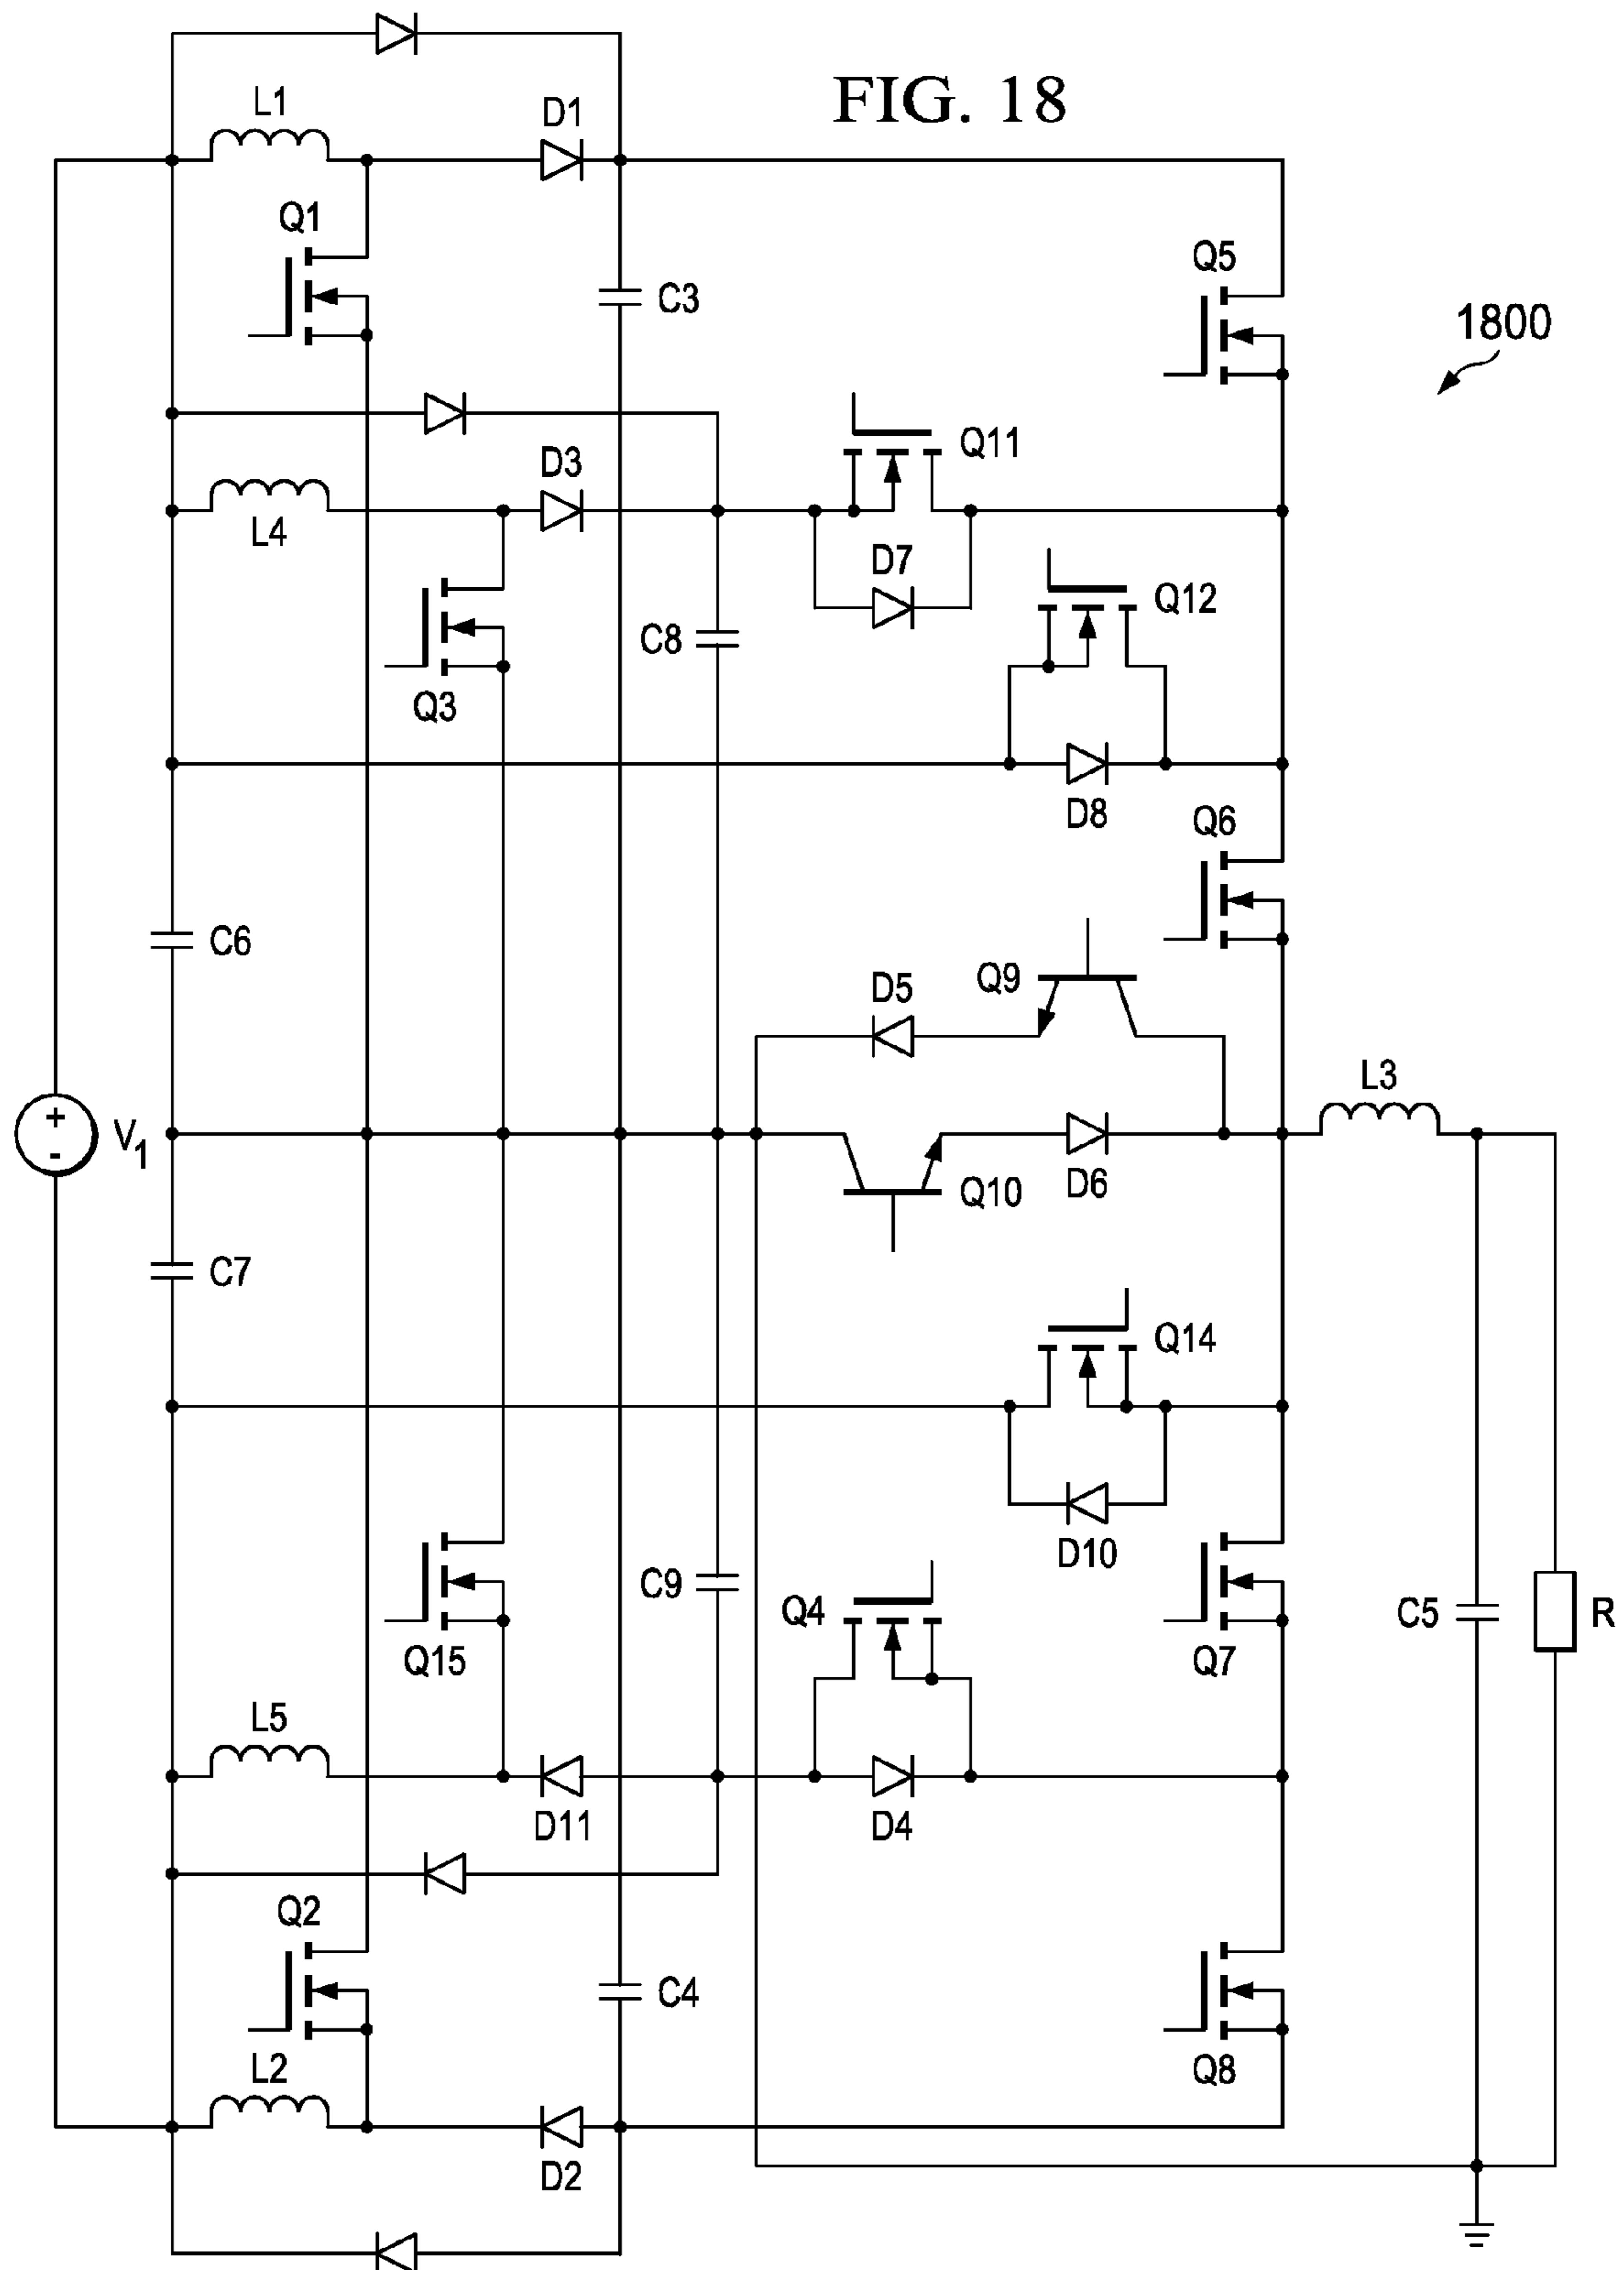 FIG. 18
L1
D1
Q1
Q5
C3
1800
Q11
D3
L4
D7
Q12
C8
Q3
D8
Q6
C6
Q9
D5
L3
+
-
V1
Q10
D6
C7
Q14
D10
C9
Q4
C5
R
Q15
Q7
L5
D11
D4
Q2
C4
L2
Q8
D2